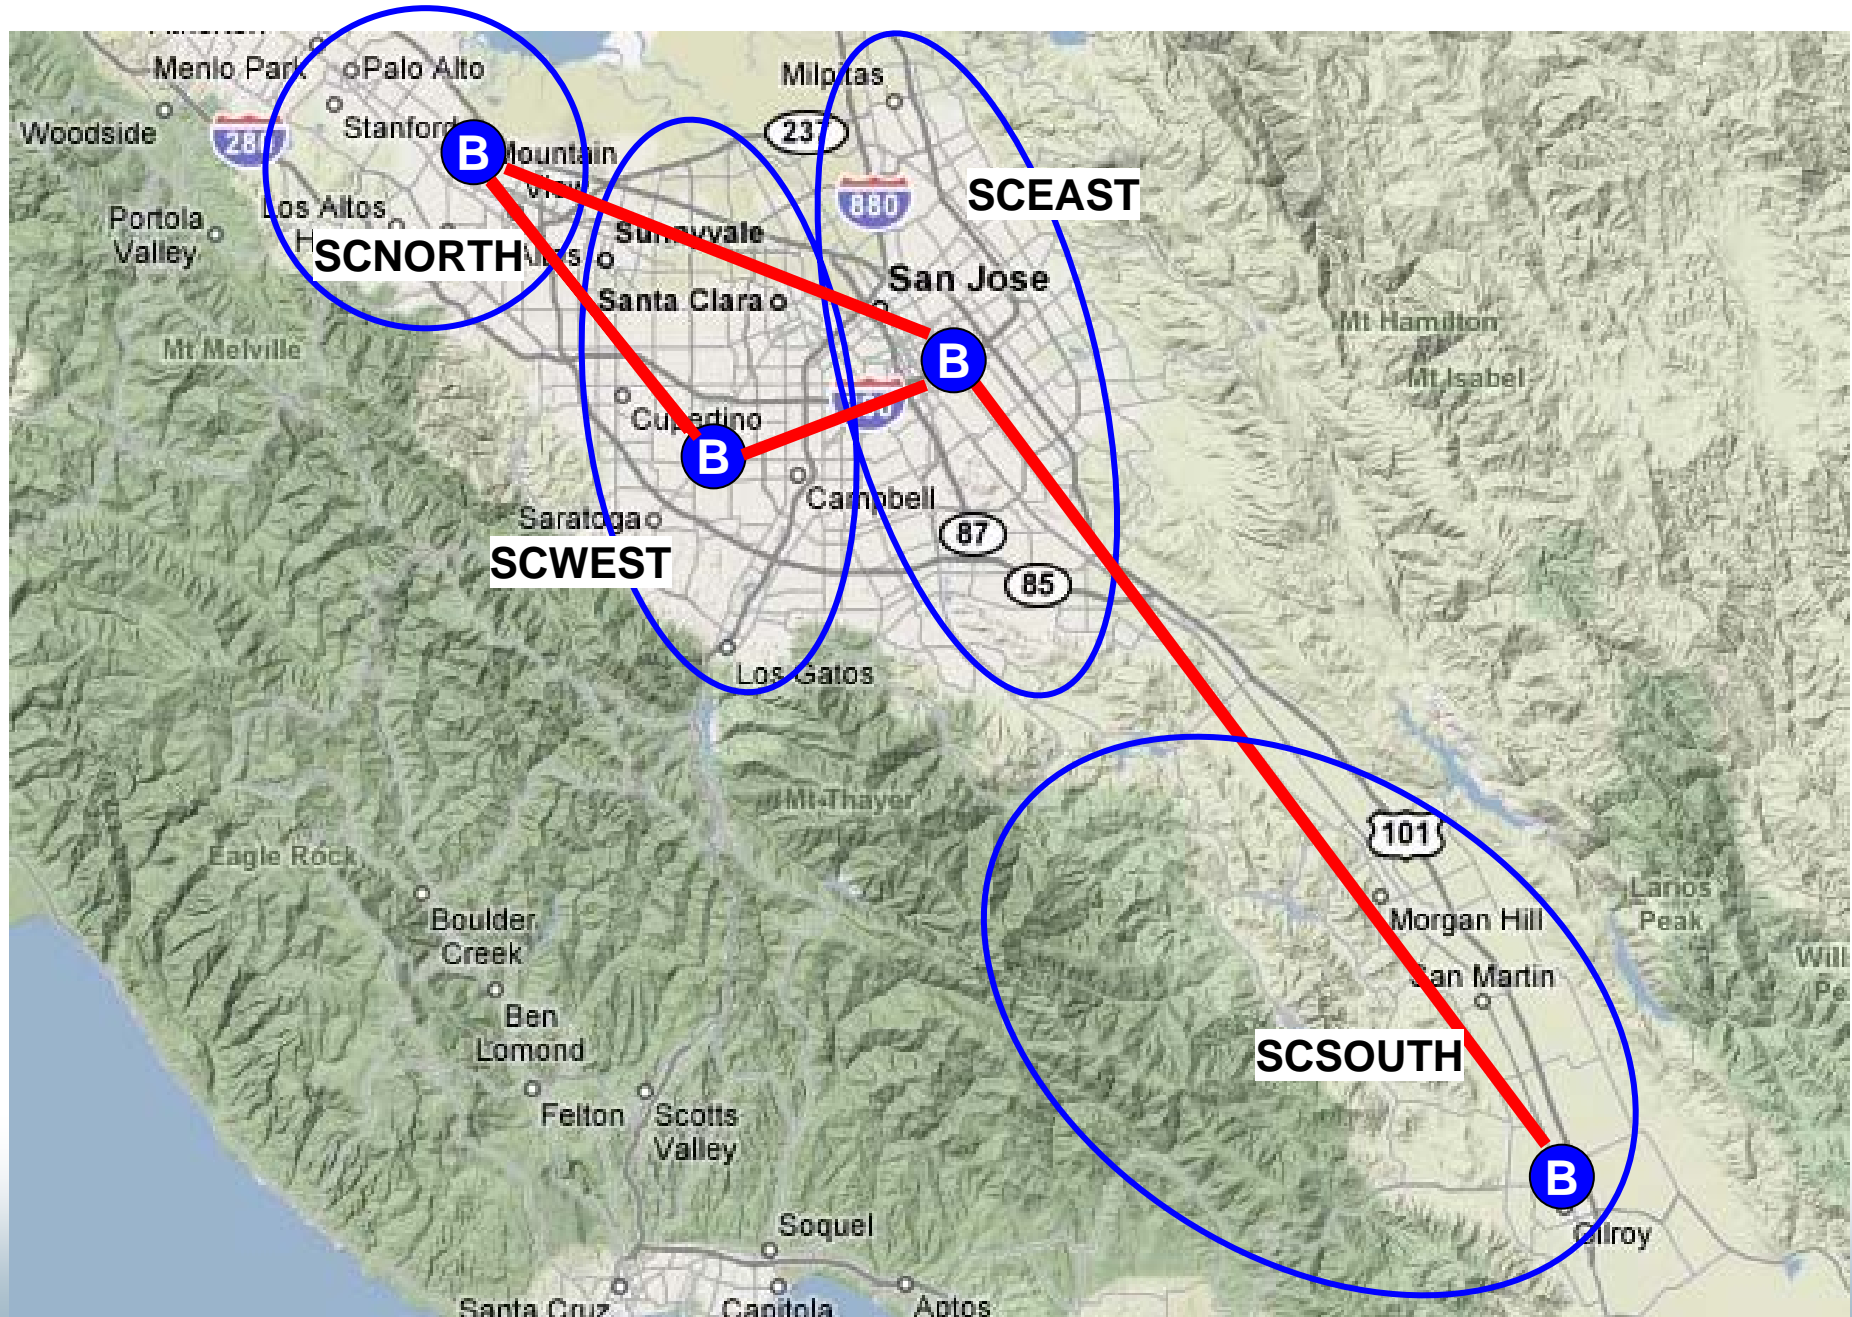 Menlo Park
Palo Alto
Milpitas
Woodside
280
Stanford
B
Mountain
View
237
SCEAST
880
Portola
Valley
Los Altos
SCNORTH
Sunnyvale
Santa Clara
San Jose
Mt Hamilton
Mt Melville
B
Mt Isabel
Cupertino
B
Campbell
Saratoga
87
SCWEST
85
Los Gatos
Mt Thayer
101
Eagle Rock
Larios
Peak
Boulder
Creek
Morgan Hill
San Martin
Ben
Lomond
SCSOUTH
Felton
Scotts
Valley
B
Soquel
Gilroy
Santa Cruz
Capitola
Aptos